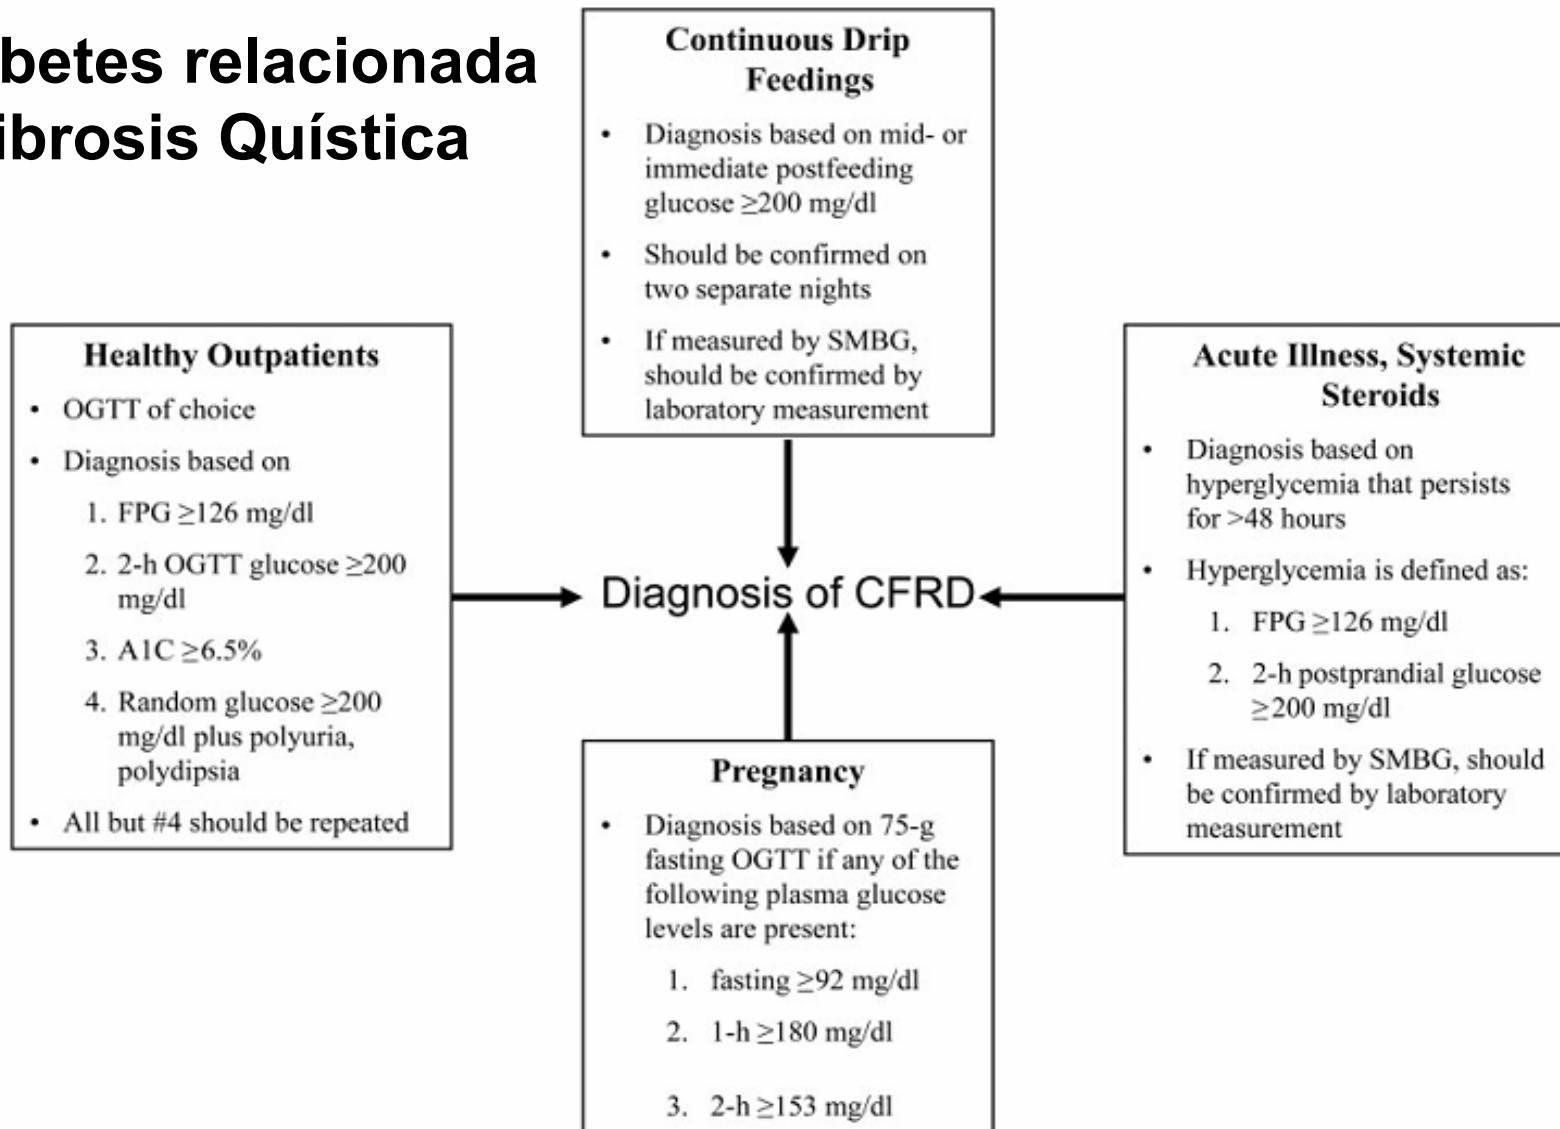 betes relacionada
ibrosis Quística
Continuous Drip
Feedings
• Diagnosis based on mid- or
immediate postfeeding
glucose ≥200 mg/dl
• Should be confirmed on
two separate nights
• If measured by SMBG,
should be confirmed by
laboratory measurement
Healthy Outpatients
• OGTT of choice
• Diagnosis based on
1. FPG ≥126 mg/dl
2. 2-h OGTT glucose ≥200
mg/dl
3. A1C ≥6.5%
4. Random glucose ≥200
mg/dl plus polyuria,
polydipsia
• All but #4 should be repeated
Diagnosis of CFRD
Acute Illness, Systemic
Steroids
• Diagnosis based on
hyperglycemia that persists
for >48 hours
• Hyperglycemia is defined as:
1. FPG ≥126 mg/dl
2. 2-h postprandial glucose
≥200 mg/dl
• If measured by SMBG, should
be confirmed by laboratory
measurement
Pregnancy
• Diagnosis based on 75-g
fasting OGTT if any of the
following plasma glucose
levels are present:
1. fasting ≥92 mg/dl
2. 1-h ≥180 mg/dl
3. 2-h ≥153 mg/dl